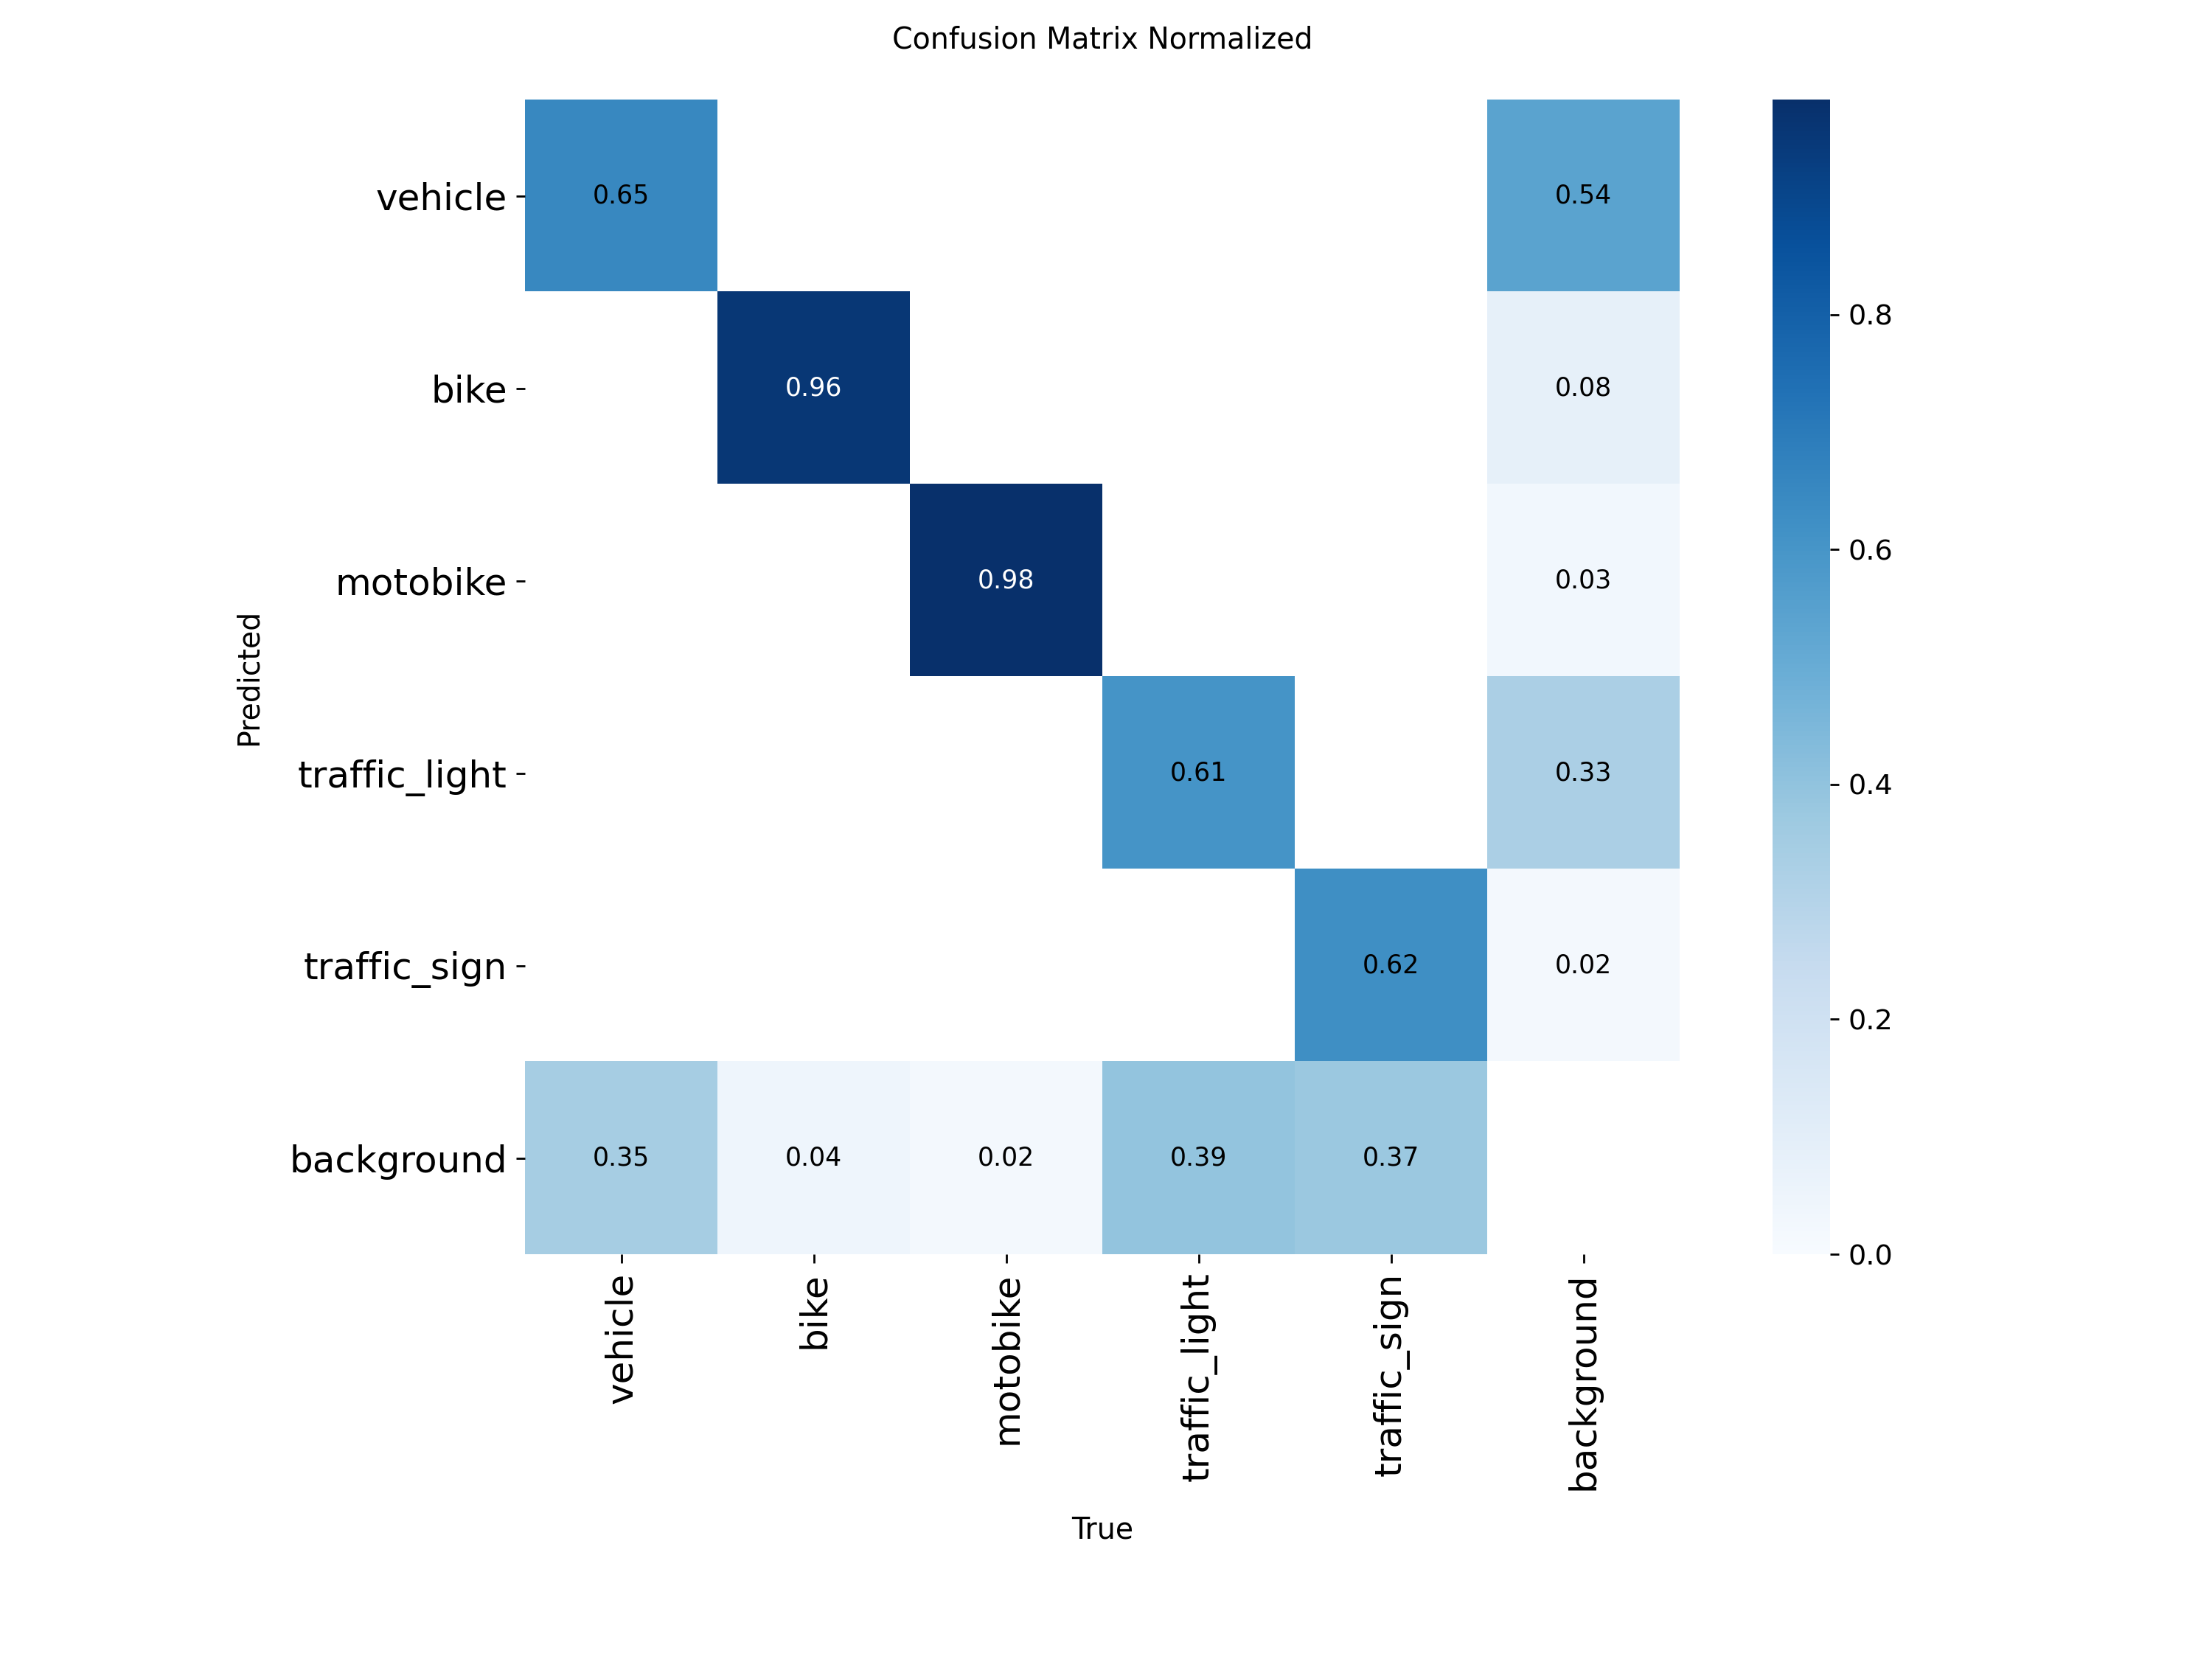 Confusion Matrix Normalized
vehicle
0.65
0.54
bike
0.96
0.08
motobike
0.98
0.03
traffic_light
0.61
0.33
traffic_sign
0.62
0.02
background
0.35
0.04
0.02
0.39
0.37
Predicted
vehicle
bike
motobike
traffic_light
traffic_sign
background
True
0.8
0.6
0.4
0.2
0.0